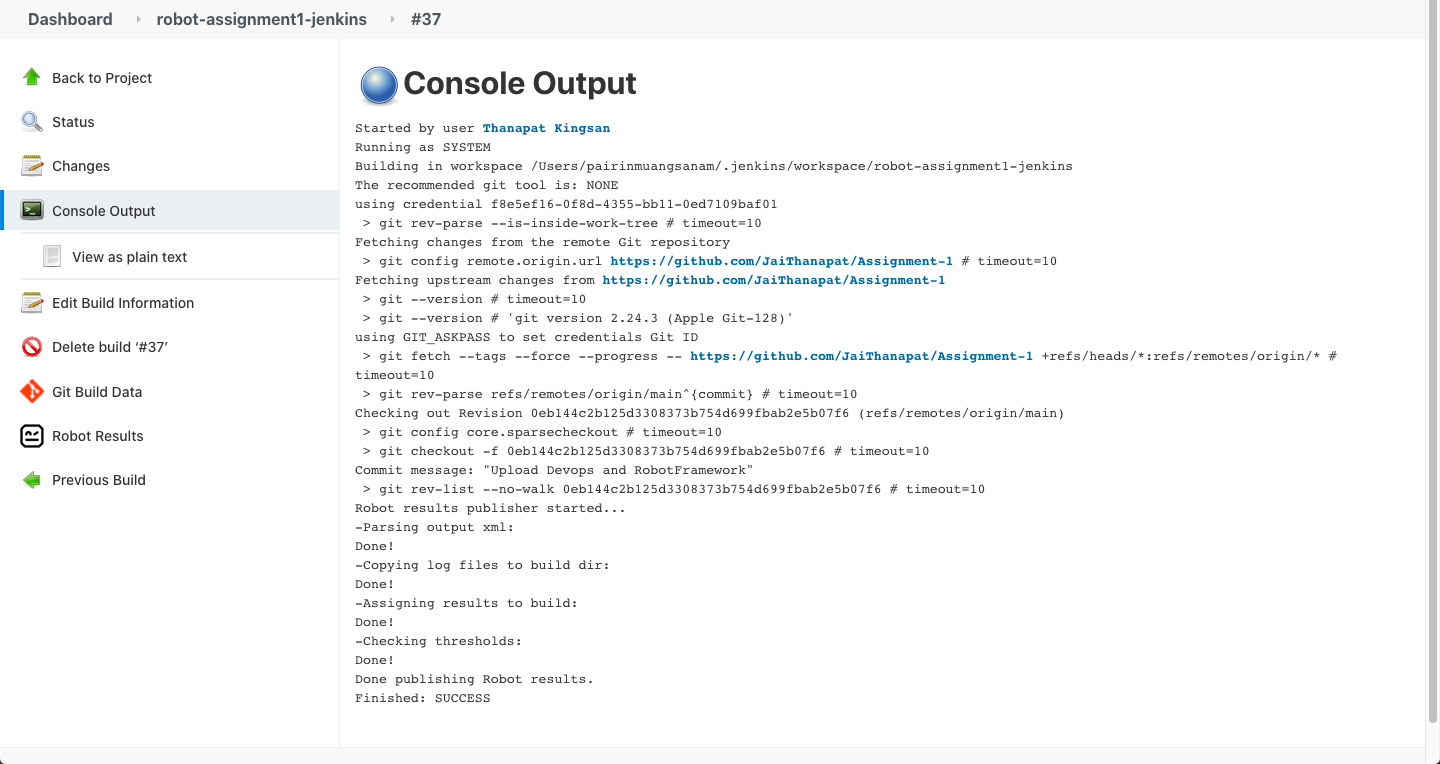 Dashboard robot-assignment1-jenkins #37
Back to Project
Status
Changes
Console Output
View as plain text
Edit Build Information
Delete build ‘#37’
Git Build Data
Robot Results
Previous Build
Console Output
Started by user Thanapat Kingsan
Running as SYSTEM
Building in workspace /Users/pairinmuangsanam/.jenkins/workspace/robot-assignment1-jenkins
The recommended git tool is: NONE
using credential f8e5ef16-0f8d-4355-bb11-0ed7109baf01
> git rev-parse --is-inside-work-tree # timeout=10
Fetching changes from the remote Git repository
> git config remote.origin.url https://github.com/JaiThanapat/Assignment-1 # timeout=10
Fetching upstream changes from https://github.com/JaiThanapat/Assignment-1
> git --version # timeout=10
> git --version # 'git version 2.24.3 (Apple Git-128)'
using GIT_ASKPASS to set credentials Git ID
> git fetch --tags --force --progress -- https://github.com/JaiThanapat/Assignment-1 +refs/heads/*:refs/remotes/origin/* #
timeout=10
> git rev-parse refs/remotes/origin/main^{commit} # timeout=10
Checking out Revision 0eb144c2b125d3308373b754d699fbab2e5b07f6 (refs/remotes/origin/main)
> git config core.sparsecheckout # timeout=10
> git checkout -f 0eb144c2b125d3308373b754d699fbab2e5b07f6 # timeout=10
Commit message: "Upload Devops and RobotFramework"
> git rev-list --no-walk 0eb144c2b125d3308373b754d699fbab2e5b07f6 # timeout=10
Robot results publisher started...
-Parsing output xml:
Done!
-Copying log files to build dir:
Done!
-Assigning results to build:
Done!
-Checking thresholds:
Done!
Done publishing Robot results.
Finished: SUCCESS